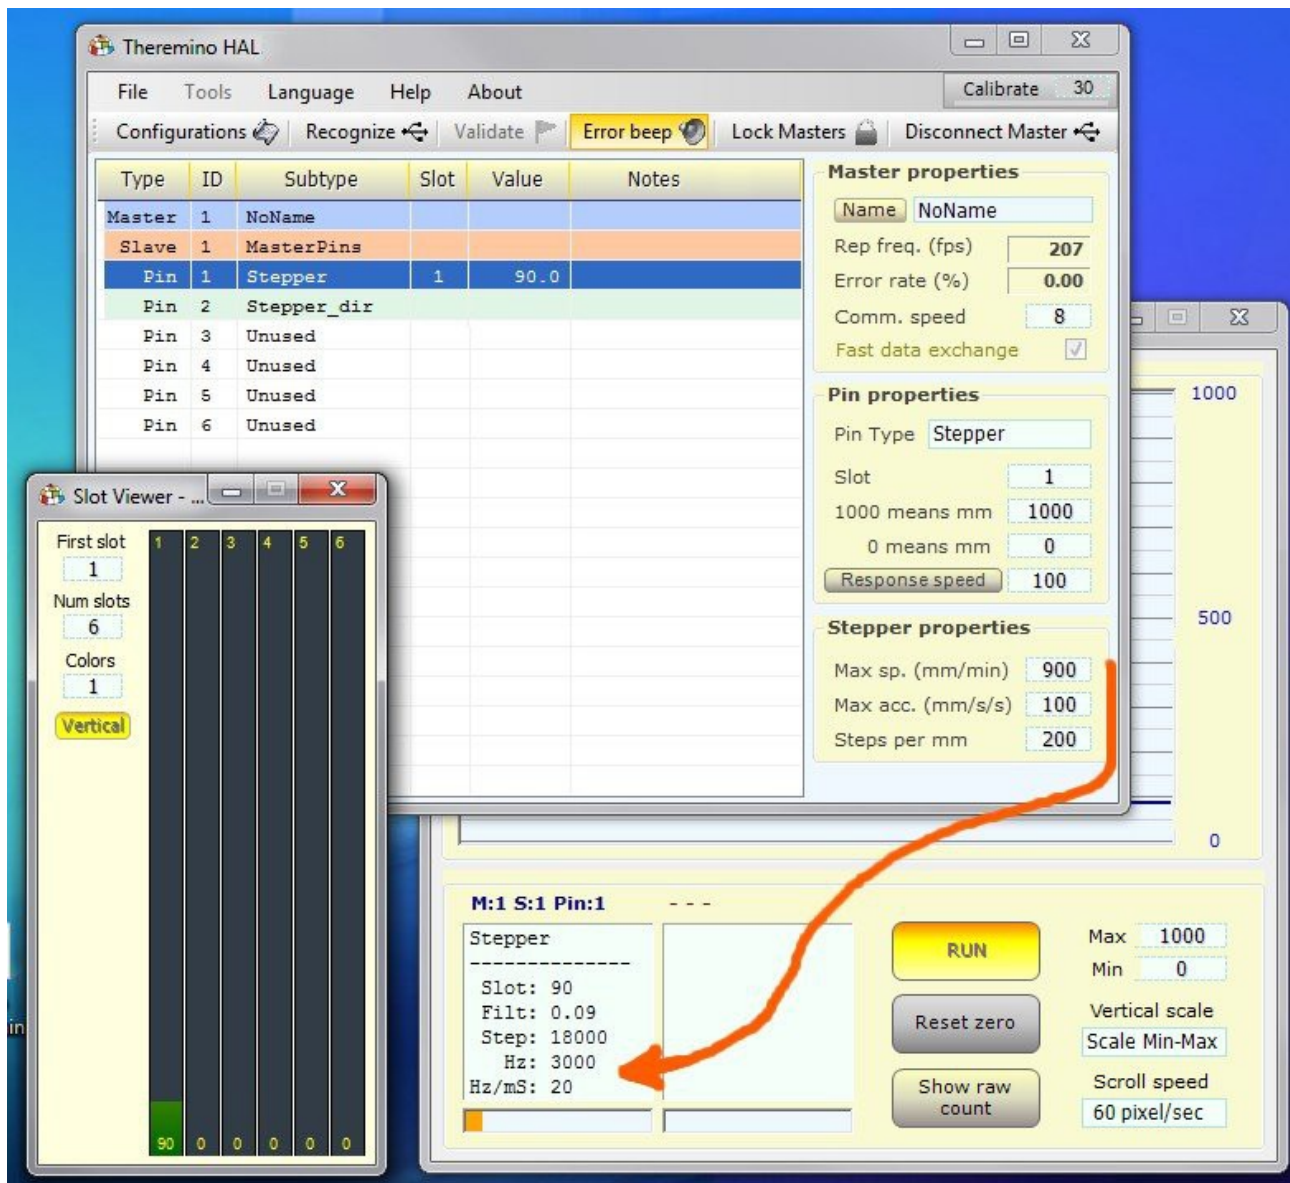 Theremino HAL
File Tools Language Help About
Calibrate 30
Configurations Recognize Validate Error beep Lock Masters Disconnect Master
Type ID Subtype Slot Value Notes
Master 1 NoName
Slave 1 MasterPins
Pin 1 Stepper 1 90.0
Pin 2 Stepper_dir
Pin 3 Unused
Pin 4 Unused
Pin 5 Unused
Pin 6 Unused
Master properties
Name NoName
Rep freq. (fps) 207
Error rate (%) 0.00
Comm. speed 8
Fast data exchange
Pin properties
Pin Type Stepper
Slot 1
1000 means mm 1000
0 means mm 0
Response speed 100
Stepper properties
Max sp. (mm/min) 900
Max acc. (mm/s/s) 100
Steps per mm 200
Slot Viewer - ...
First slot
1
Num slots
6
Colors
1
Vertical
1 2 3 4 5 6
90 0 0 0 0 0
1000
500
0
M:1 S:1 Pin:1 - - -
Stepper
--------------
Slot: 90
Filt: 0.09
Step: 18000
Hz: 3000
Hz/mS: 20
RUN
Reset zero
Show raw
count
Max 1000
Min 0
Vertical scale
Scale Min-Max
Scroll speed
60 pixel/sec
in